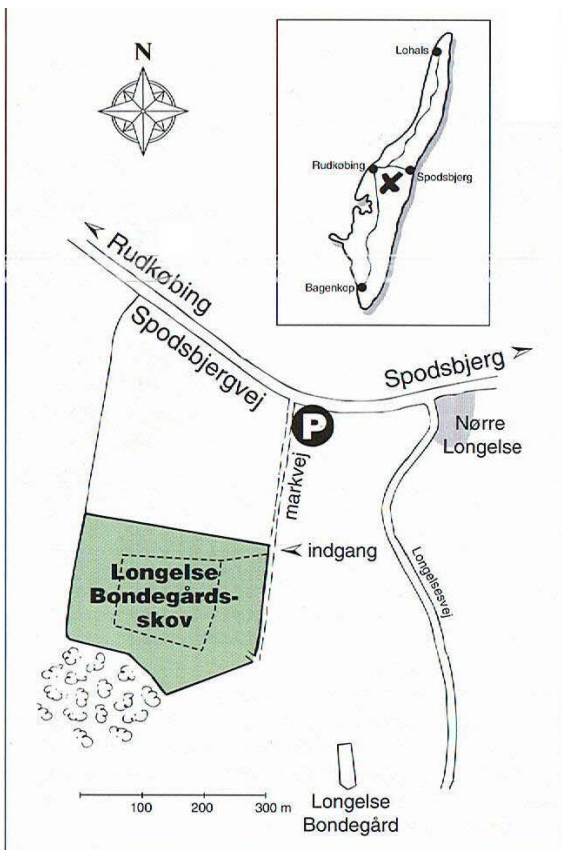 N
Lohals
Rudkøbing
Spodsbjerg
Bagenkop
Rudkøbing
Spodsbjergvej
Spodsbjerg
P
Nørre
Longelse
markvej
indgang
Longelse
Bondegårds-
skov
Longelsesvej
100 200 300 m
Longelse
Bondegård